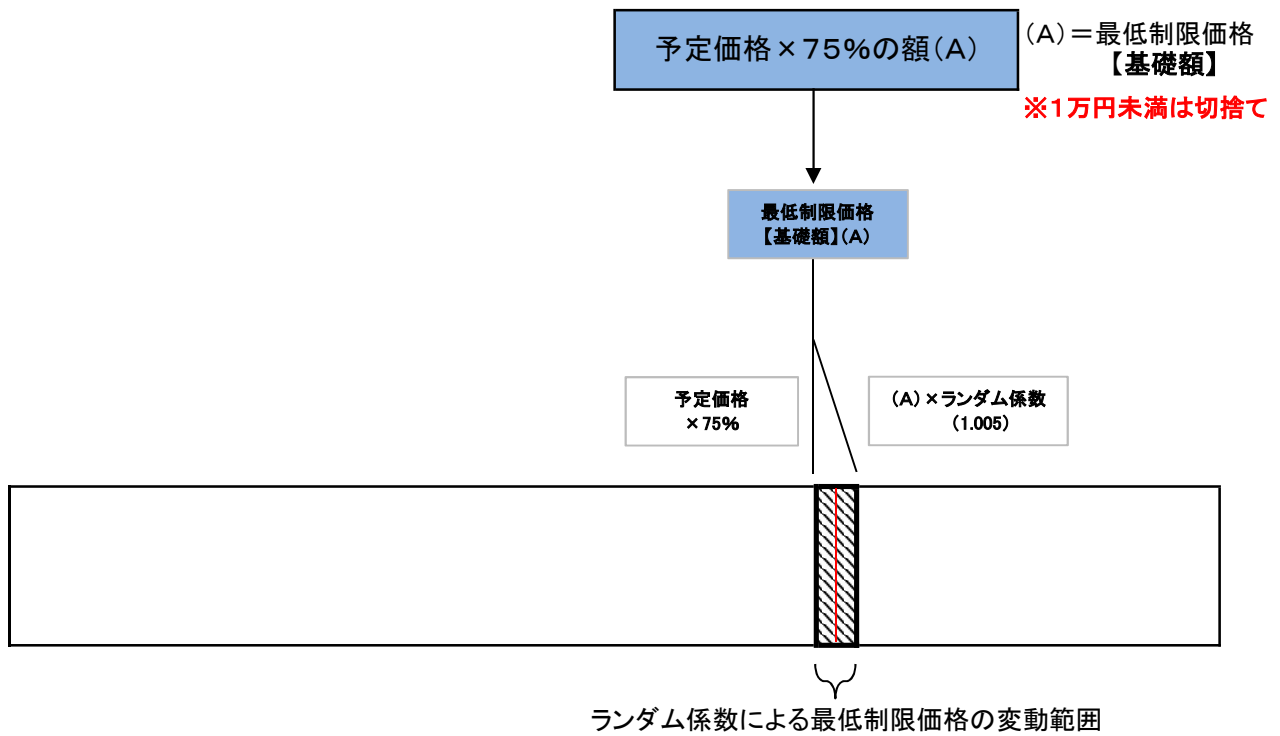 予定価格×75%の額(A)
(A)=最低制限価格
【基礎額】
※1万円未満は切捨て
最低制限価格
【基礎額】(A)
予定価格
×75%
(A)×ランダム係数
(1.005)
ランダム係数による最低制限価格の変動範囲